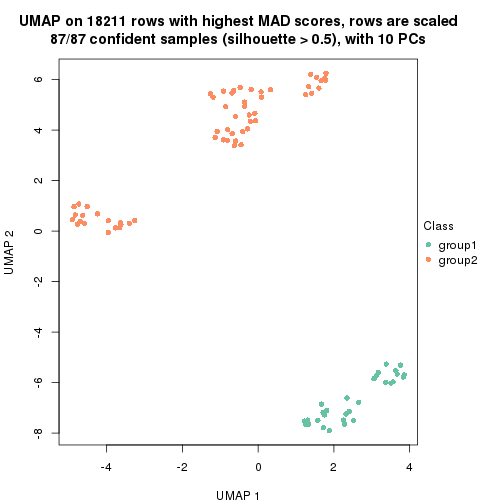 UMAP on 18211 rows with highest MAD scores, rows are scaled
87/87 confident samples (silhouette > 0.5), with 10 PCs
6
4
2
0
-2
-4
-6
-8
UMAP 2
-4
-2
0
2
4
UMAP 1
Class
group1
group2